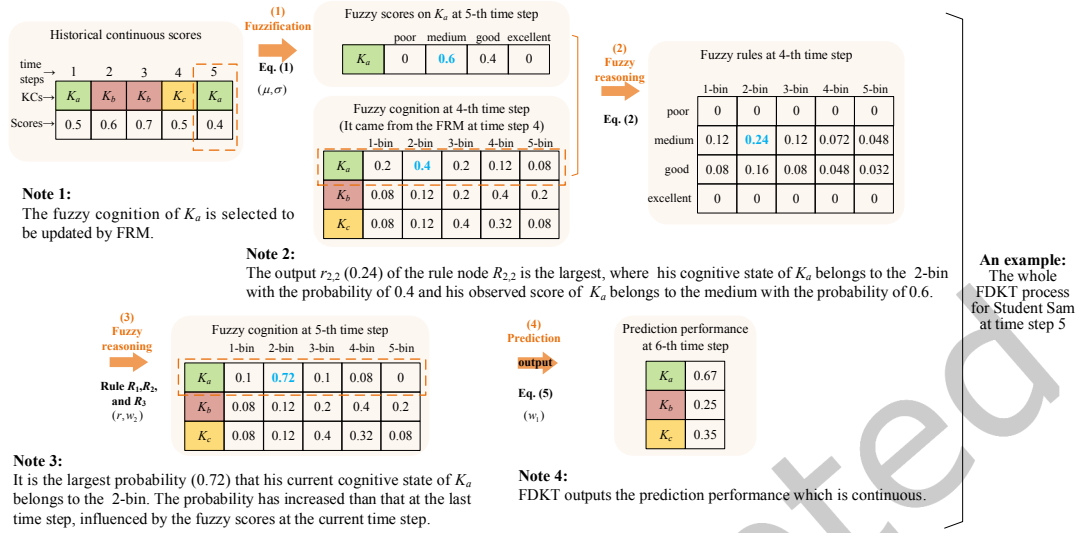 Historical continuous scores
time steps→ 1 2 3 4 5
KCs→ Ka Kb Kb Kc Ka
Scores→ 0.5 0.6 0.7 0.5 0.4
(1)
Fuzzification
Eq. (1)
(μ,σ)
Fuzzy scores on Ka at 5-th time step
poor medium good excellent
Ka 0 0.6 0.4 0
Fuzzy cognition at 4-th time step
(It came from the FRM at time step 4)
1-bin 2-bin 3-bin 4-bin 5-bin
Ka 0.2 0.4 0.2 0.12 0.08
Kb 0.08 0.12 0.2 0.4 0.2
Kc 0.08 0.12 0.4 0.32 0.08
(2)
Fuzzy
reasoning
Eq. (2)
Fuzzy rules at 4-th time step
1-bin 2-bin 3-bin 4-bin 5-bin
poor 0 0 0 0 0
medium 0.12 0.24 0.12 0.072 0.048
good 0.08 0.16 0.08 0.048 0.032
excellent 0 0 0 0 0
Note 1:
The fuzzy cognition of Ka is selected to
be updated by FRM.
Note 2:
The output r2,2 (0.24) of the rule node R2,2 is the largest, where his cognitive state of Ka belongs to the 2-bin
with the probability of 0.4 and his observed score of Ka belongs to the medium with the probability of 0.6.
An example:
The whole
FDKT process
for Student Sam
at time step 5
(3)
Fuzzy
reasoning
Rule R1,R2,
and R3
(r,w2)
Fuzzy cognition at 5-th time step
1-bin 2-bin 3-bin 4-bin 5-bin
Ka 0.1 0.72 0.1 0.08 0
Kb 0.08 0.12 0.2 0.4 0.2
Kc 0.08 0.12 0.4 0.32 0.08
(4)
Prediction
output
Eq. (5)
(w1)
Prediction performance
at 6-th time step
Ka 0.67
Kb 0.25
Kc 0.35
Note 3:
It is the largest probability (0.72) that his current cognitive state of Ka
belongs to the 2-bin. The probability has increased than that at the last
time step, influenced by the fuzzy scores at the current time step.
Note 4:
FDKT outputs the prediction performance which is continuous.